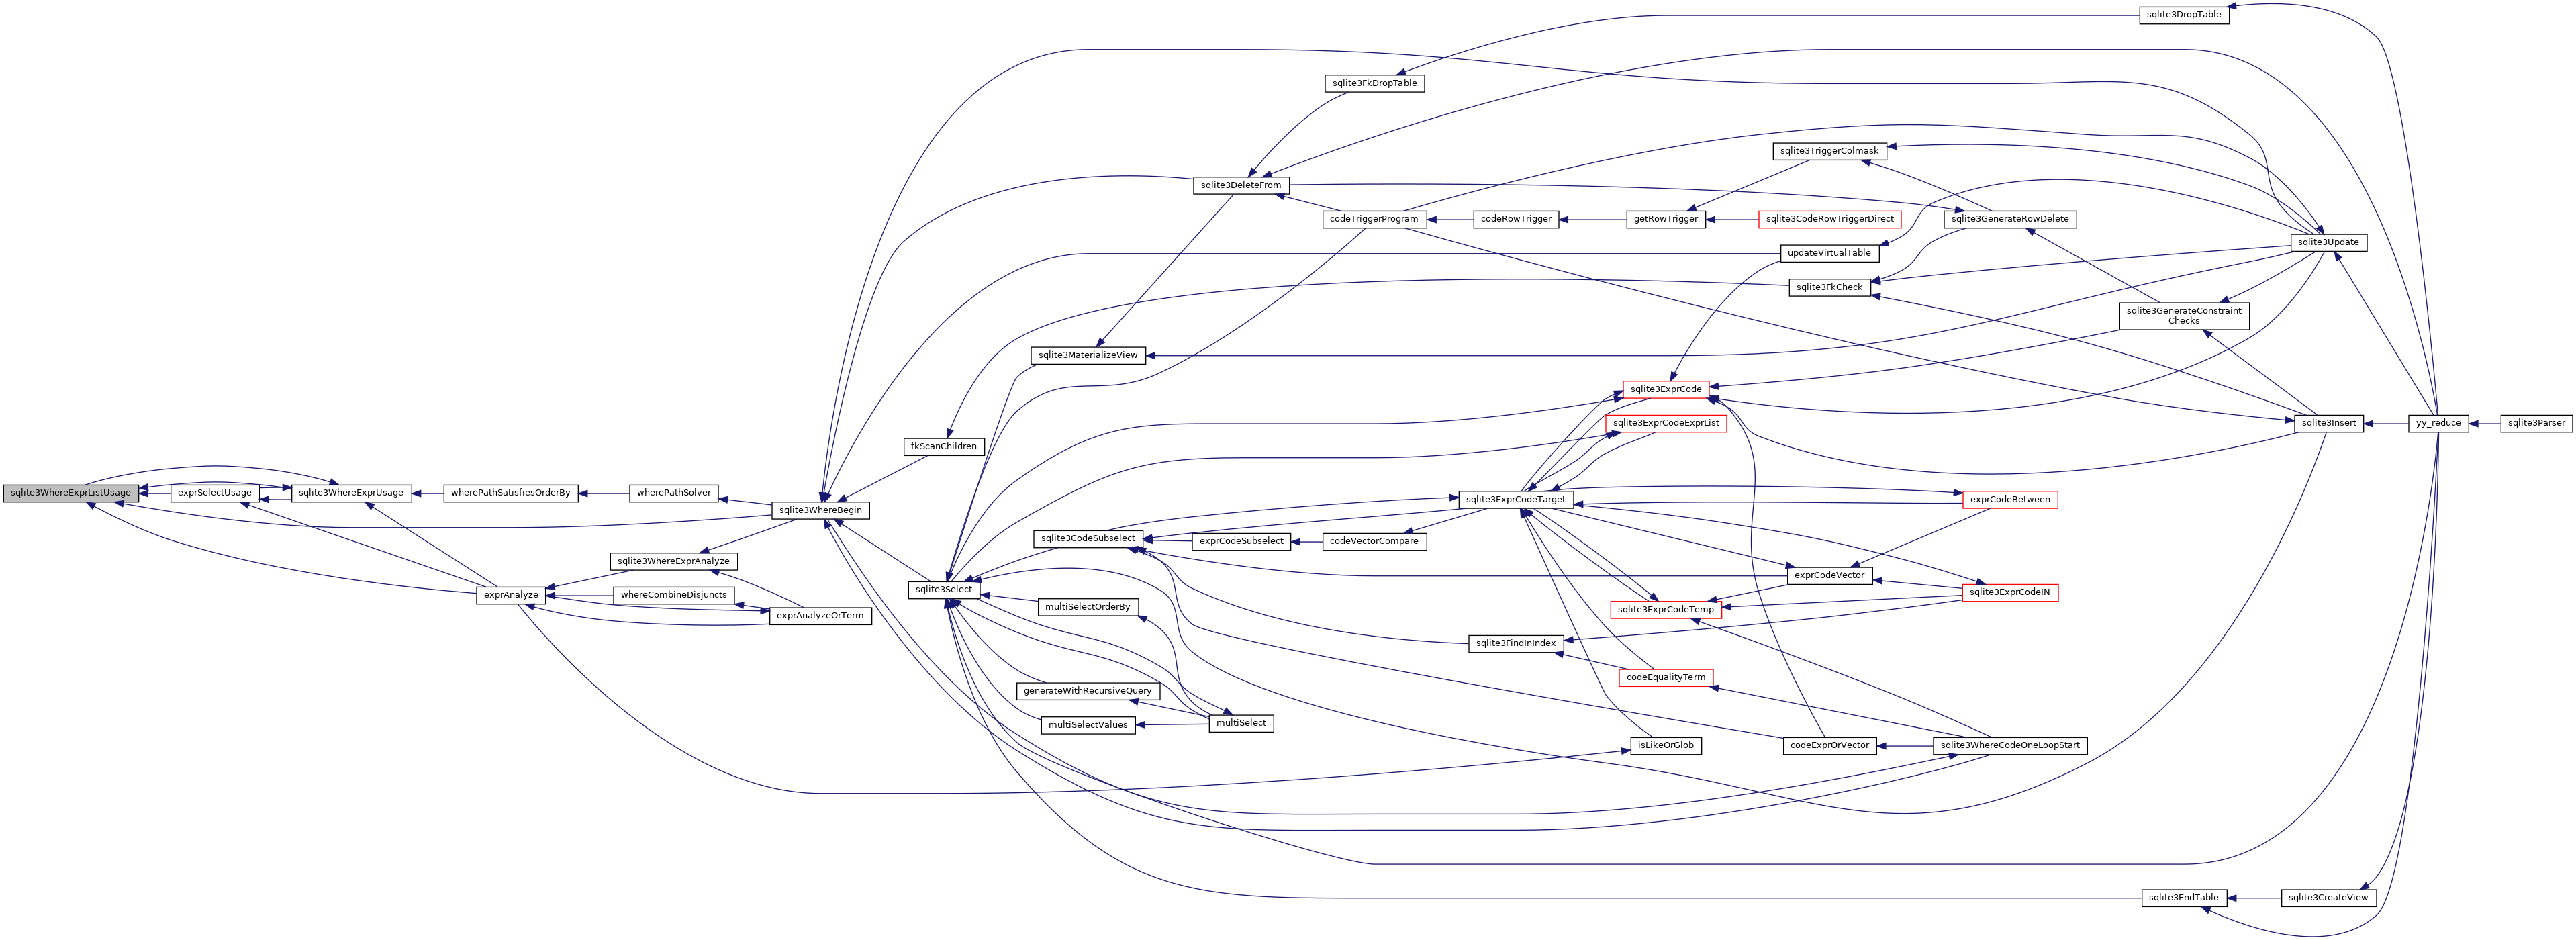 sqlite3DropTable
sqlite3FkDropTable
sqlite3TriggerColmask
sqlite3DeleteFrom
codeTriggerProgram
codeRowTrigger
getRowTrigger
sqlite3CodeRowTriggerDirect
sqlite3GenerateRowDelete
sqlite3Update
updateVirtualTable
sqlite3FkCheck
sqlite3GenerateConstraint
Checks
sqlite3MaterializeView
sqlite3ExprCode
sqlite3ExprCodeExprList
sqlite3Insert
yy_reduce
sqlite3Parser
fkScanChildren
sqlite3WhereExprListUsage
exprSelectUsage
sqlite3WhereExprUsage
wherePathSatisfiesOrderBy
wherePathSolver
sqlite3WhereBegin
sqlite3ExprCodeTarget
exprCodeBetween
sqlite3CodeSubselect
exprCodeSubselect
codeVectorCompare
sqlite3WhereExprAnalyze
exprCodeVector
exprAnalyze
whereCombineDisjuncts
sqlite3Select
sqlite3ExprCodeIN
multiSelectOrderBy
sqlite3ExprCodeTemp
exprAnalyzeOrTerm
sqlite3FindInIndex
codeEqualityTerm
generateWithRecursiveQuery
multiSelectValues
multiSelect
isLikeOrGlob
codeExprOrVector
sqlite3WhereCodeOneLoopStart
sqlite3EndTable
sqlite3CreateView